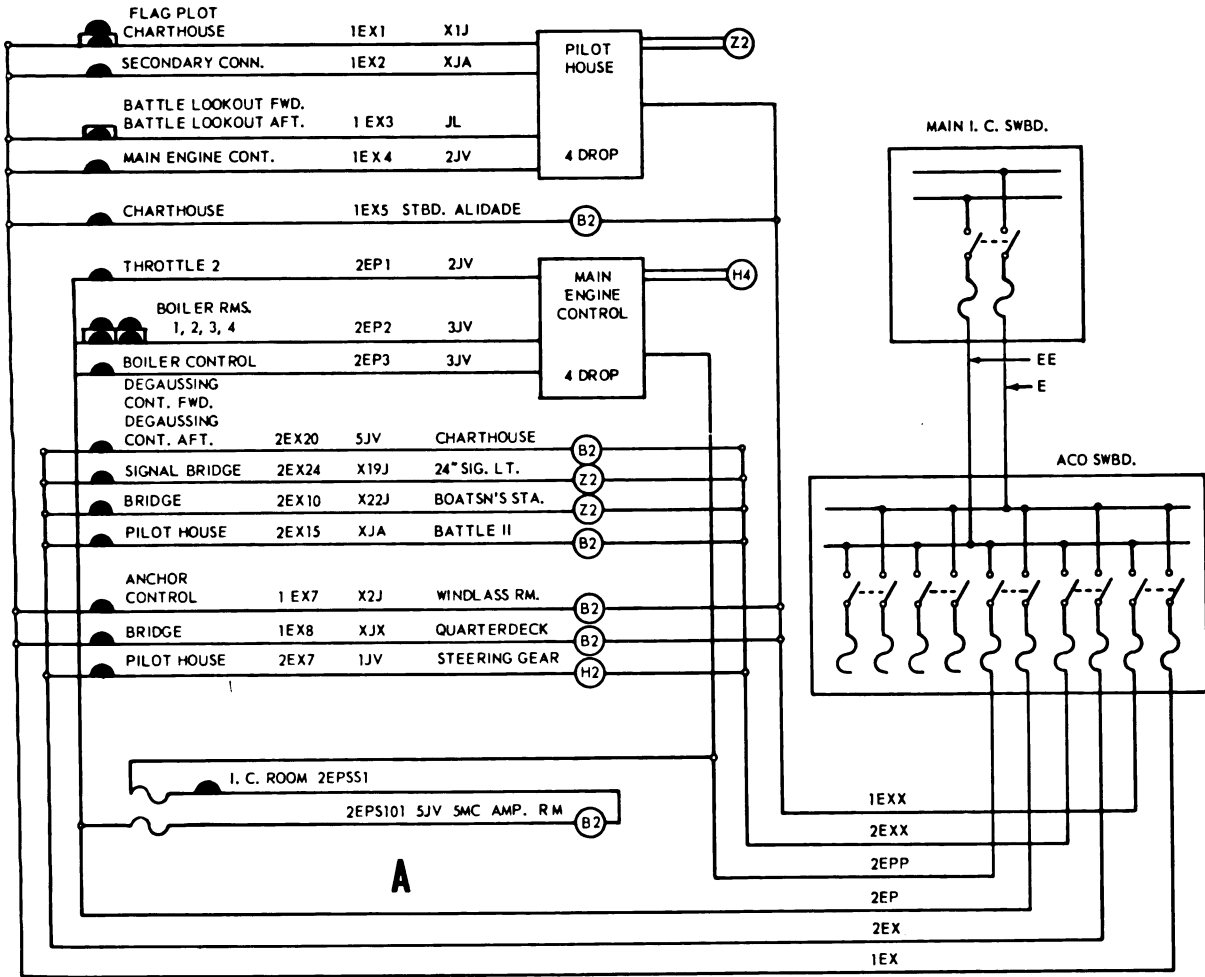 FLAG PLOT
CHARTHOUSE 1EX1 X1J
SECONDARY CONN. 1EX2 XJA
PILOT
HOUSE
4 DROP
Z2
BATTLE LOOKOUT FWD.
BATTLE LOOKOUT AFT. 1 EX3 JL
MAIN ENGINE CONT. 1EX4 2JV
CHARTHOUSE 1EX5 STBD. ALIDADE B2
THROTTLE 2 2EP1 2JV
BOILER RMS.
1, 2, 3, 4 2EP2 3JV
BOILER CONTROL 2EP3 3JV
MAIN
ENGINE
CONTROL
4 DROP
H4
DEGAUSSING
CONT. FWD.
DEGAUSSING
CONT. AFT. 2EX20 5JV CHARTHOUSE B2
SIGNAL BRIDGE 2EX24 X19J 24" SIG. LT. Z2
BRIDGE 2EX10 X22J BOATSN'S STA. Z2
PILOT HOUSE 2EX15 XJA BATTLE II B2
ANCHOR
CONTROL 1 EX7 X2J WINDLASS RM. B2
BRIDGE 1EX8 XJX QUARTERDECK B2
PILOT HOUSE 2EX7 1JV STEERING GEAR H2
I. C. ROOM 2EPSS1
2EPS101 5JV 5MC AMP. RM B2
A
MAIN I. C. SWBD.
EE
E
ACO SWBD.
1EXX
2EXX
2EPP
2EP
2EX
1EX